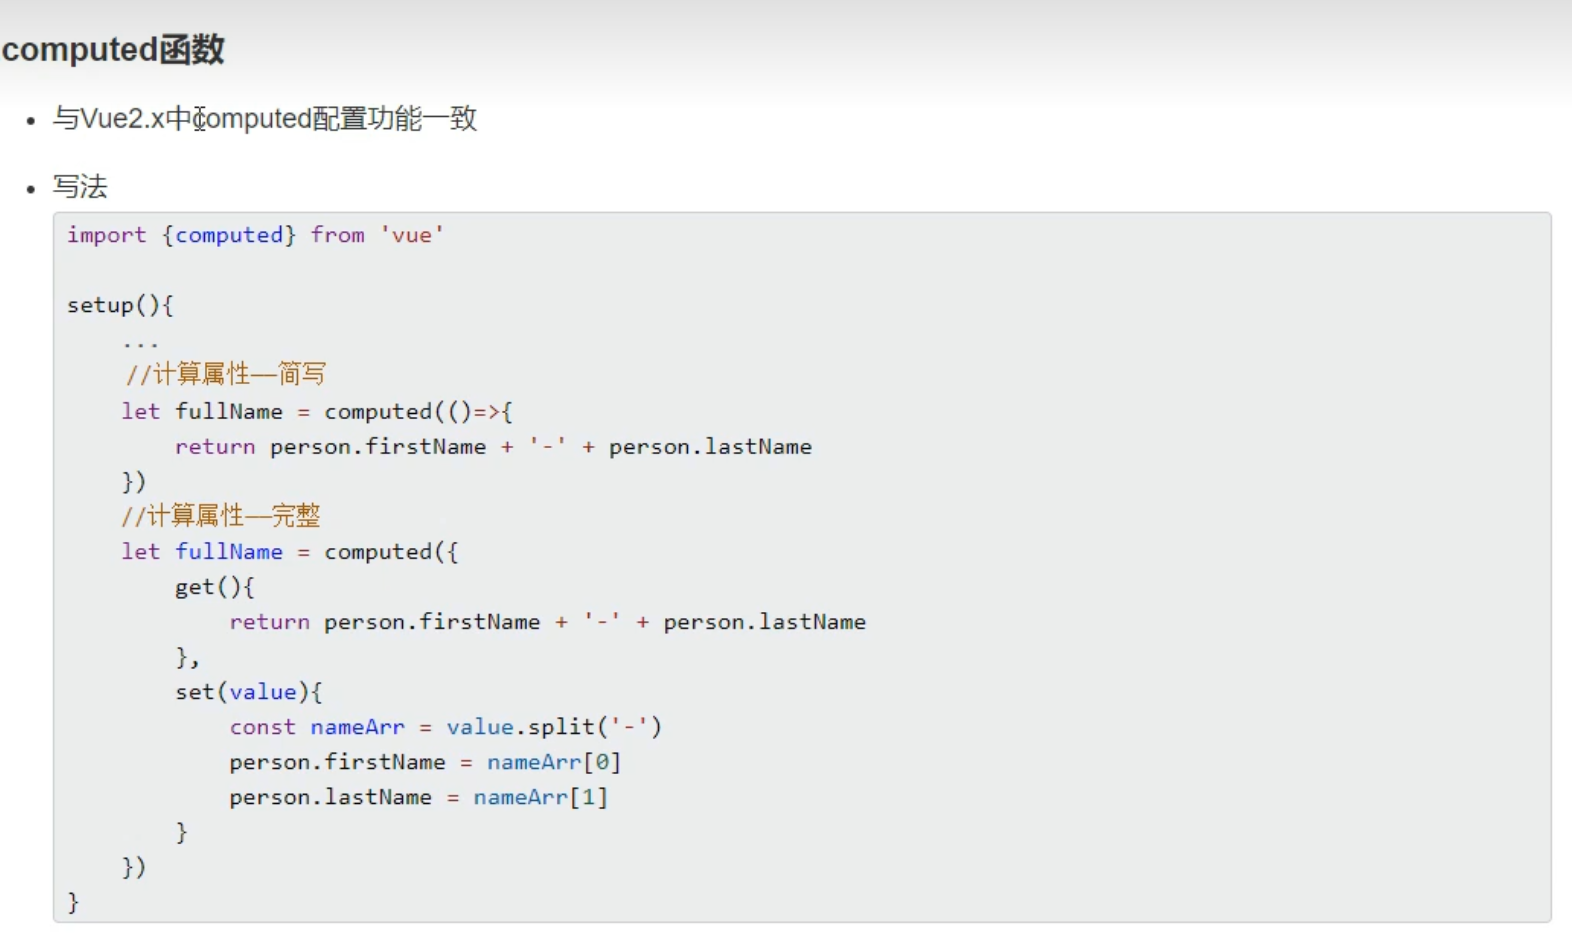 computed函数
与Vue2.x中computed配置功能一致
写法
import {computed} from 'vue'
setup(){
    ...
    //计算属性——简写
    let fullName = computed(()=>{
        return person.firstName + '-' + person.lastName
    })
    //计算属性——完整
    let fullName = computed({
        get(){
            return person.firstName + '-' + person.lastName
        },
        set(value){
            const nameArr = value.split('-')
            person.firstName = nameArr[0]
            person.lastName = nameArr[1]
        }
    })
}